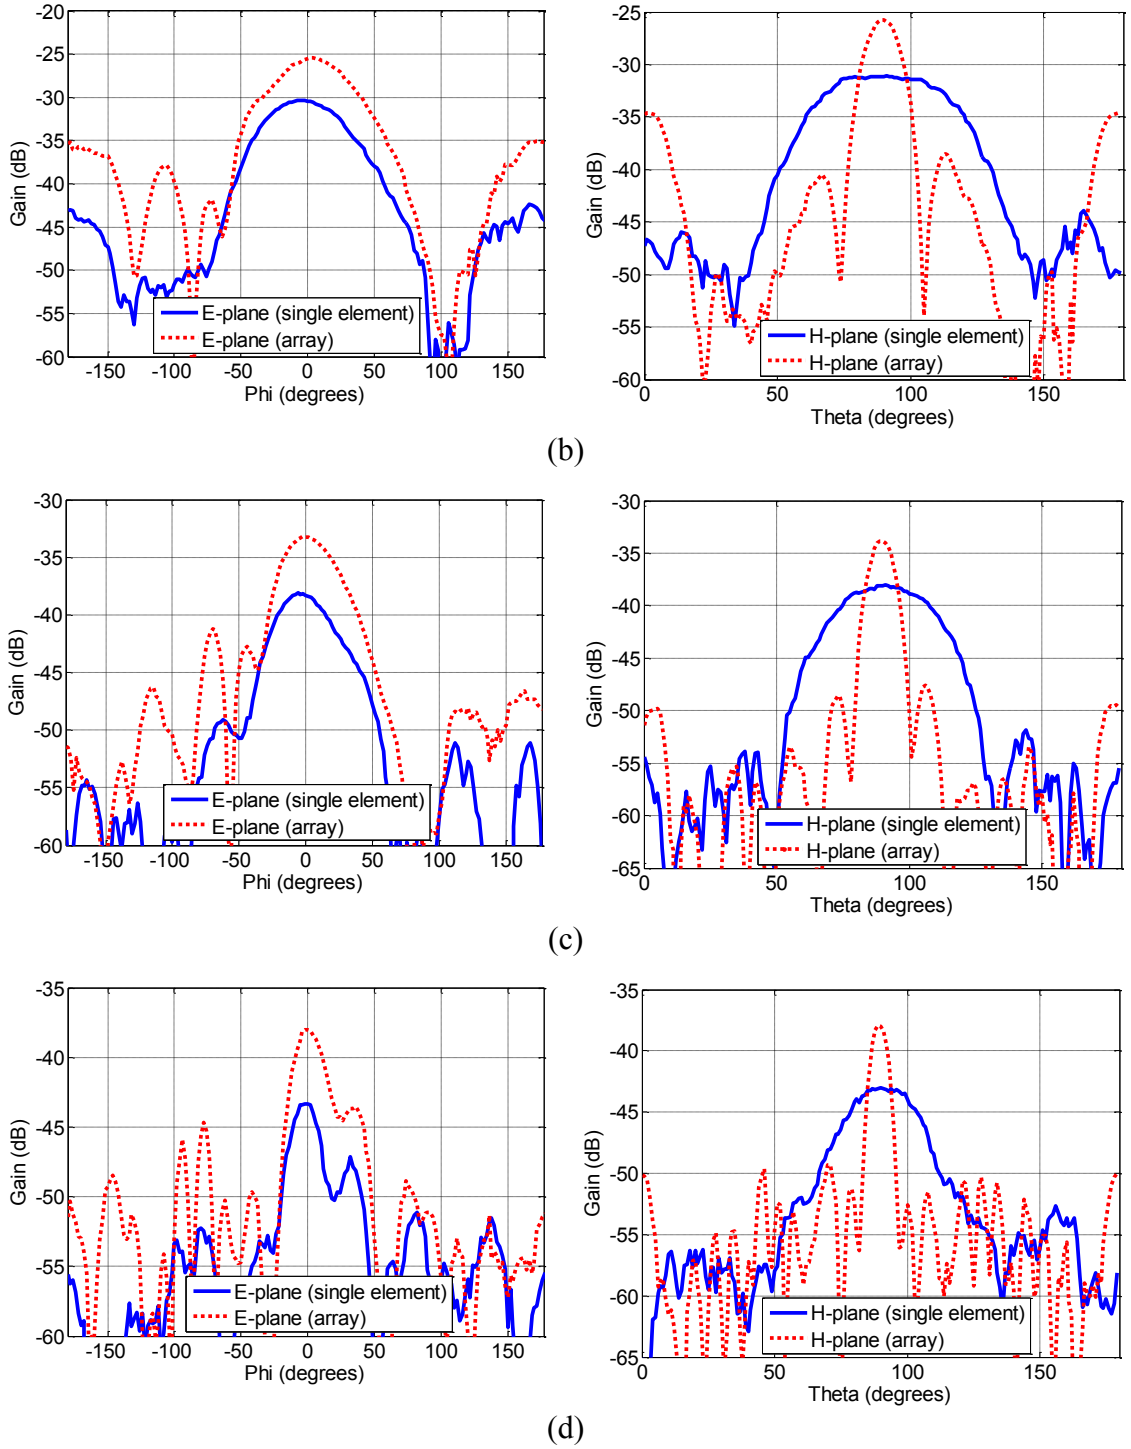 -20
-25
-30
-35
-40
-45
-50
-55
-60
Gain (dB)
-150 -100 -50 0 50 100 150
Phi (degrees)
E-plane (single element)
E-plane (array)
-25
-30
-35
-40
-45
-50
-55
-60
Gain (dB)
0 50 100 150
Theta (degrees)
H-plane (single element)
H-plane (array)
(b)
-30
-35
-40
-45
-50
-55
-60
Gain (dB)
-150 -100 -50 0 50 100 150
Phi (degrees)
E-plane (single element)
E-plane (array)
-30
-35
-40
-45
-50
-55
-60
-65
Gain (dB)
0 50 100 150
Theta (degrees)
H-plane (single element)
H-plane (array)
(c)
-35
-40
-45
-50
-55
-60
Gain (dB)
-150 -100 -50 0 50 100 150
Phi (degrees)
E-plane (single element)
E-plane (array)
-35
-40
-45
-50
-55
-60
-65
Gain (dB)
0 50 100 150
Theta (degrees)
H-plane (single element)
H-plane (array)
(d)